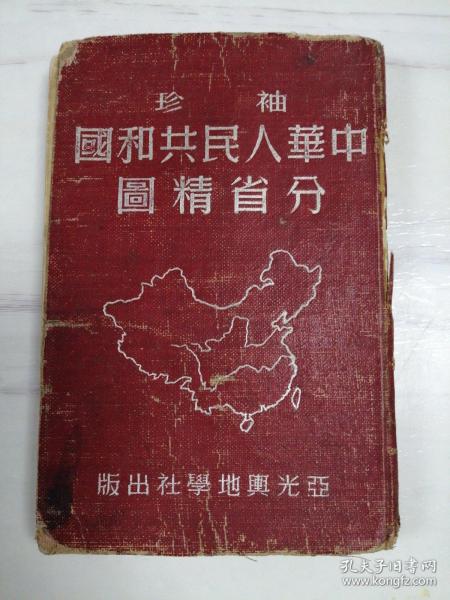 袖珍
中華人民共和國
分省精圖
亞光輿地學社出版
孔夫子旧书网
www.kongfz.com